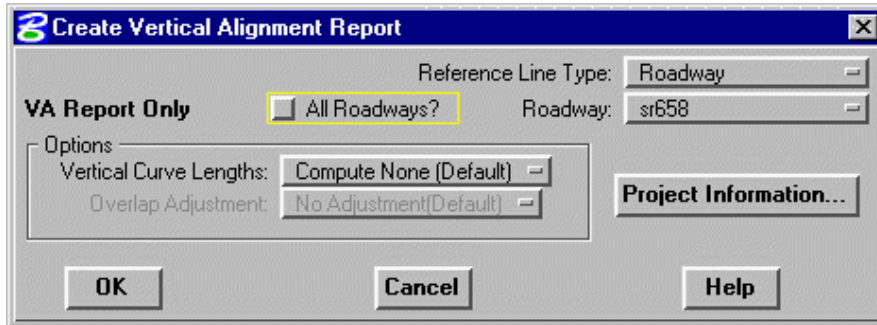 Create Vertical Alignment Report
Reference Line Type: Roadway
VA Report Only All Roadways? Roadway: sr658
Options
Vertical Curve Lengths: Compute None (Default)
Overlap Adjustment: No Adjustment(Default)
Project Information...
OK Cancel Help